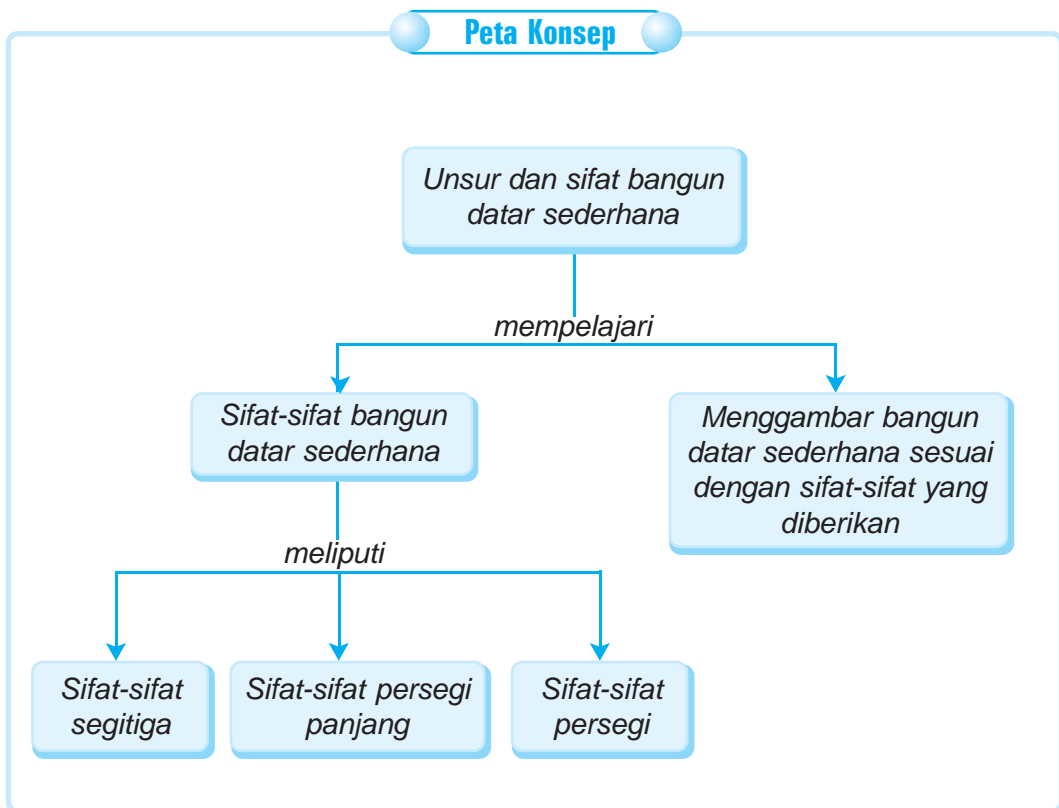 Peta Konsep
Unsur dan sifat bangun
datar sederhana
mempelajari
Sifat-sifat bangun
datar sederhana
Menggambar bangun
datar sederhana sesuai
dengan sifat-sifat yang
diberikan
meliputi
Sifat-sifat
segitiga
Sifat-sifat persegi
panjang
Sifat-sifat
persegi